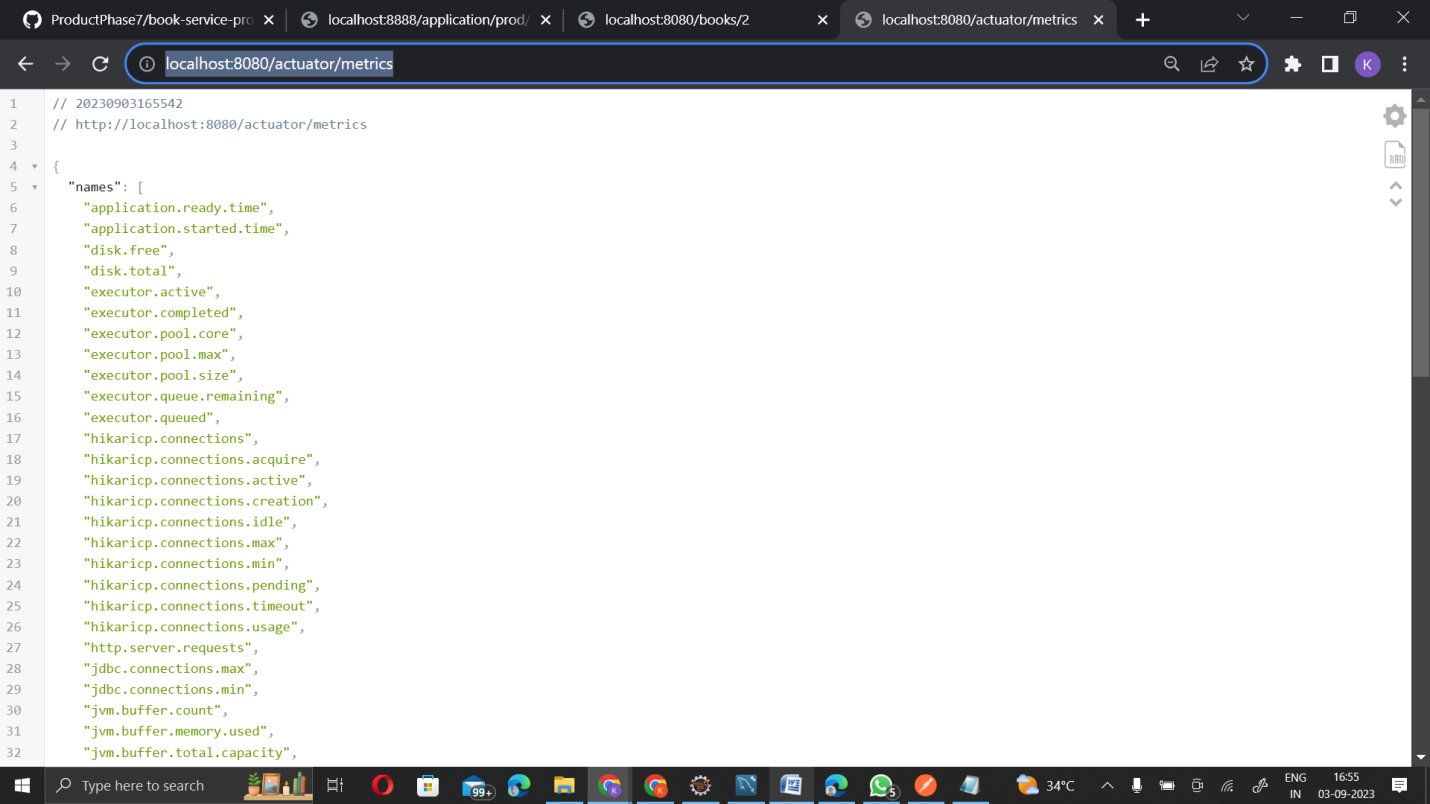 ProductPhase7/book-service-pro
localhost:8888/application/prod/
localhost:8080/books/2
localhost:8080/actuator/metrics
localhost:8080/actuator/metrics
K
1 // 20230903165542
2 // http://localhost:8080/actuator/metrics
3
4 {
5 "names": [
6 "application.ready.time",
7 "application.started.time",
8 "disk.free",
9 "disk.total",
10 "executor.active",
11 "executor.completed",
12 "executor.pool.core",
13 "executor.pool.max",
14 "executor.pool.size",
15 "executor.queue.remaining",
16 "executor.queued",
17 "hikaricp.connections",
18 "hikaricp.connections.acquire",
19 "hikaricp.connections.active",
20 "hikaricp.connections.creation",
21 "hikaricp.connections.idle",
22 "hikaricp.connections.max",
23 "hikaricp.connections.min",
24 "hikaricp.connections.pending",
25 "hikaricp.connections.timeout",
26 "hikaricp.connections.usage",
27 "http.server.requests",
28 "jdbc.connections.max",
29 "jdbc.connections.min",
30 "jvm.buffer.count",
31 "jvm.buffer.memory.used",
32 "jvm.buffer.total.capacity",
RAW
Type here to search
99+
K
K
5
34°C
ENG
IN
16:55
03-09-2023